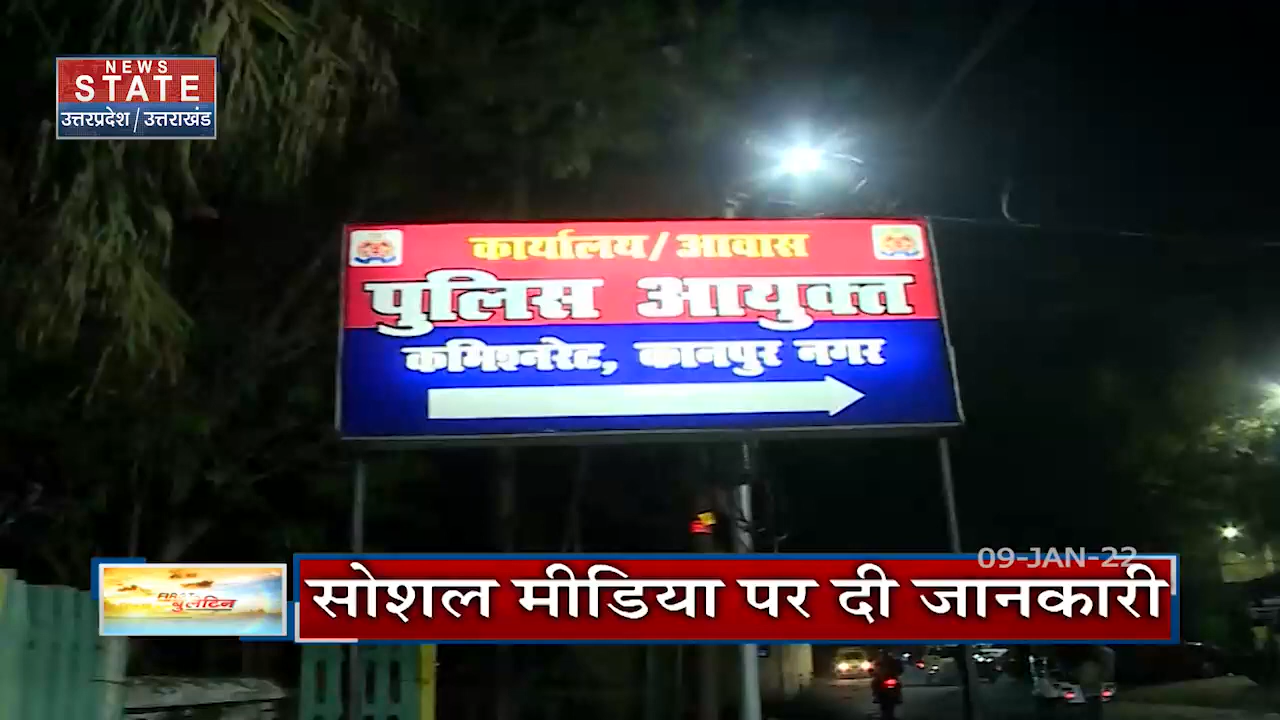 NEWS
STATE
उत्तरप्रदेश/उत्तराखंड
कार्यालय/आवास
पुलिस आयुक्त
कमिश्नरेट, कानपुर नगर
09-JAN-22
FIRST
बुलेटिन
सोशल मीडिया पर दी जानकारी